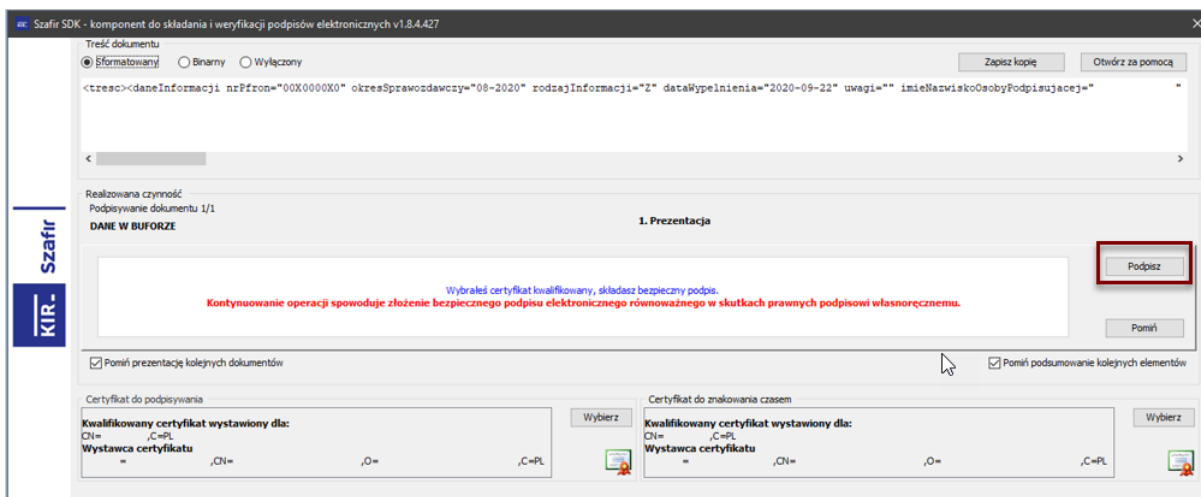 Szafir SDK - komponent do składania i weryfikacji podpisów elektronicznych v1.8.4.427
Treść dokumentu
Sformatowany Binarny Wyłączony Zapisz kopię Otwórz za pomocą
<tresc><daneInformacji nrPfron="00X0000X0" okresSprawozdawczy="08-2020" rodzajInformacji="Z" dataWypelnienia="2020-09-22" uwagi="" imieNazwiskoOsobyPodpisujacej=" "
Realizowana czynność
Podpisywanie dokumentu 1/1
DANE W BUFORZE
1. Prezentacja
KIR. Szafir
Wybrałeś certyfikat kwalifikowany, składasz bezpieczny podpis.
Kontynuowanie operacji spowoduje złożenie bezpiecznego podpisu elektronicznego równoważnego w skutkach prawnych podpisowi własnoręcznemu.
Podpisz
Pomiń
Pomiń prezentację kolejnych dokumentów
Pomiń podsumowanie kolejnych elementów
Certyfikat do podpisywania
Kwalifikowany certyfikat wystawiony dla:
CN= ,C=PL
Wystawca certyfikatu
= ,CN= ,O= ,C=PL
Wybierz
Certyfikat do znakowania czasem
Kwalifikowany certyfikat wystawiony dla:
CN= ,C=PL
Wystawca certyfikatu
= ,CN= ,O= ,C=PL
Wybierz